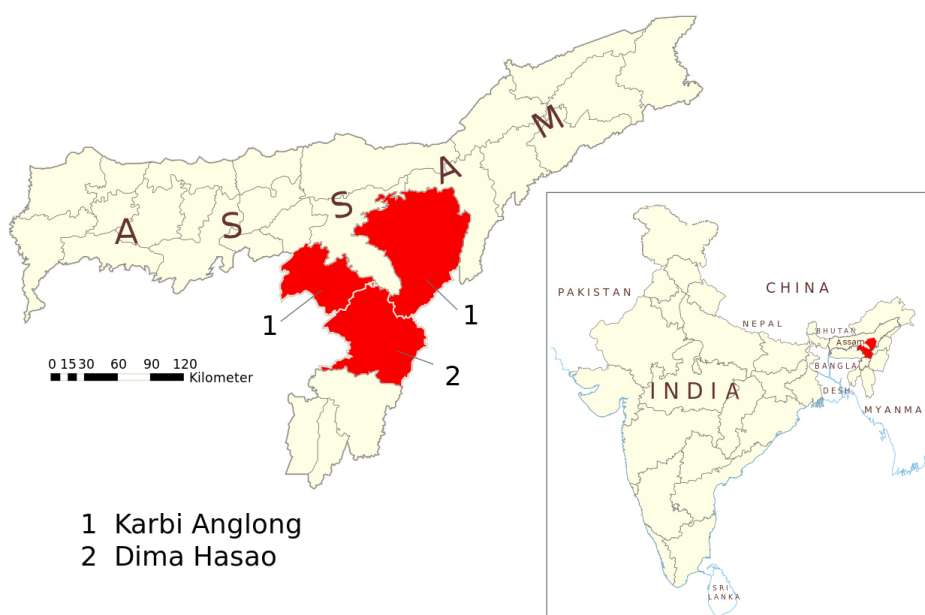 A S S A M
1
1
2
0 15 30 60 90 120
Kilometer
1 Karbi Anglong
2 Dima Hasao
PAKISTAN
CHINA
NEPAL
BHUTAN
Assam
BANGLA
DESH
INDIA
MYANMA
SRI
LANKA